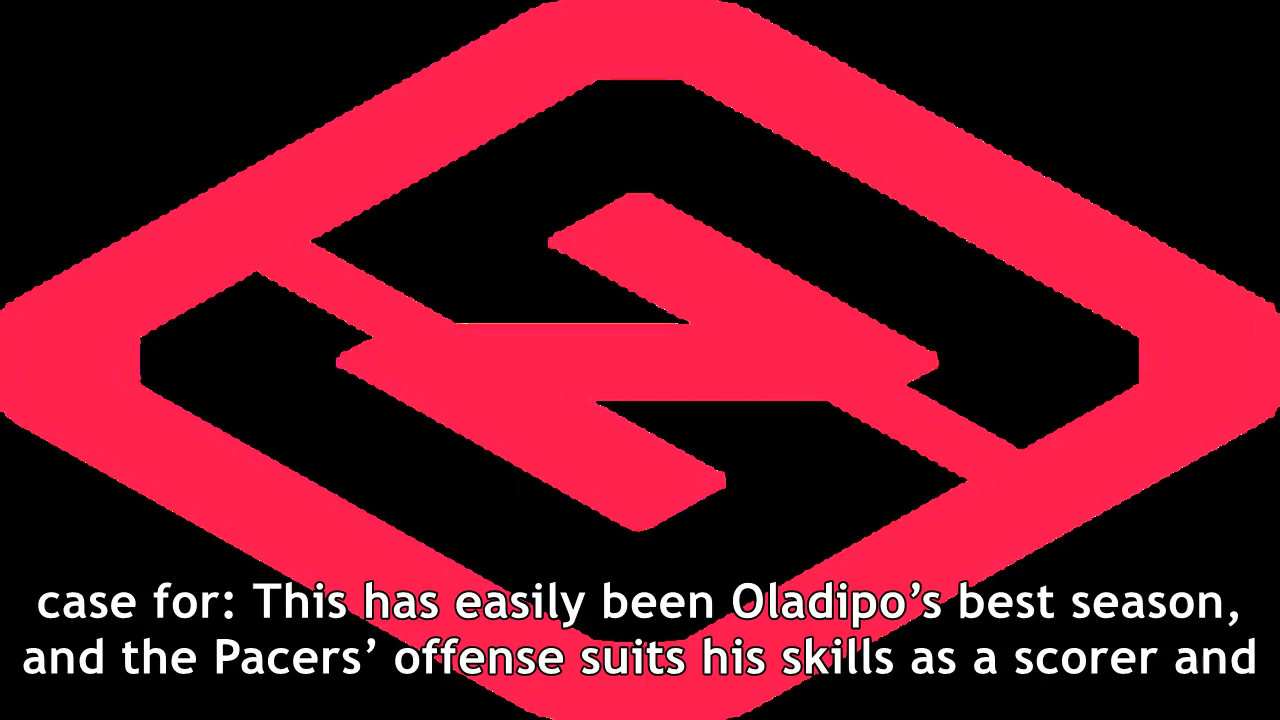 case for: This has easily been Oladipo’s best season,
and the Pacers’ offense suits his skills as a scorer and